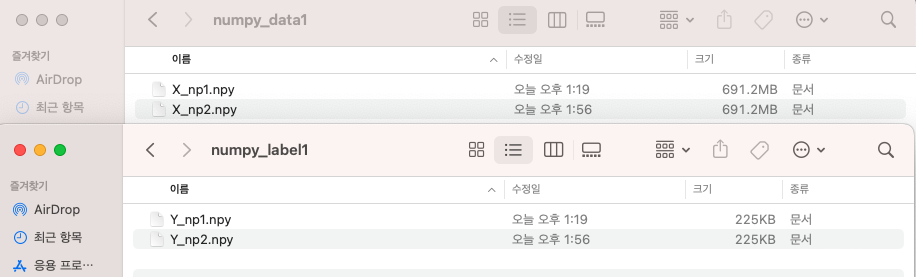 numpy_data1
즐겨찾기
이름 수정일 크기 종류
AirDrop
X_np1.npy 오늘 오후 1:19 691.2MB 문서
최근 항목
X_np2.npy 오늘 오후 1:56 691.2MB 문서
numpy_label1
즐겨찾기
이름 수정일 크기 종류
AirDrop
Y_np1.npy 오늘 오후 1:19 225KB 문서
최근 항목
Y_np2.npy 오늘 오후 1:56 225KB 문서
응용 프로…